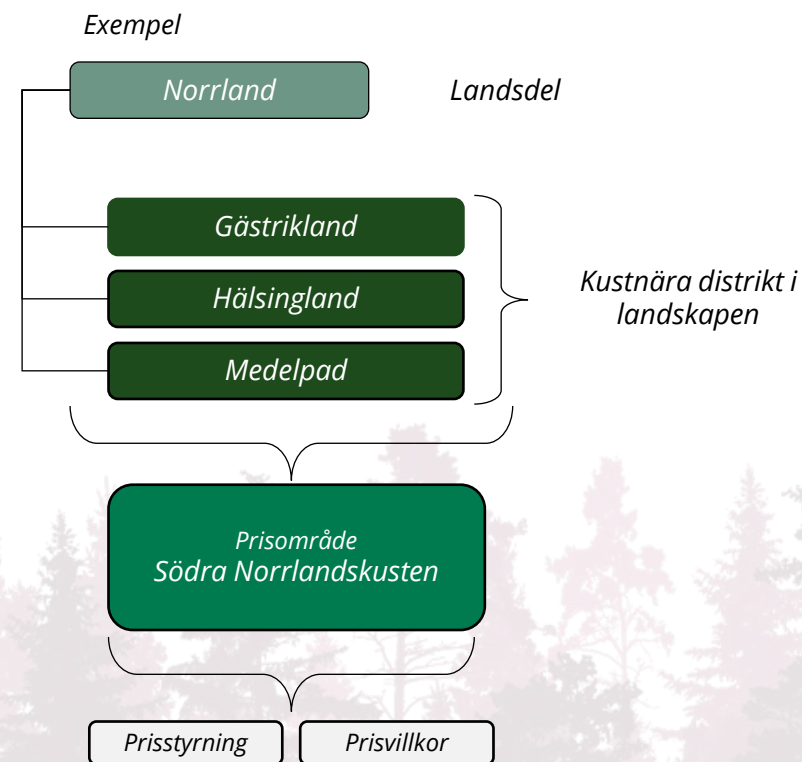 Exempel
Norrland
Landsdel
Gästrikland
Hälsingland
Medelpad
Kustnära distrikt i
landskapen
Prisområde
Södra Norrlandskusten
Prisstyrning
Prisvillkor